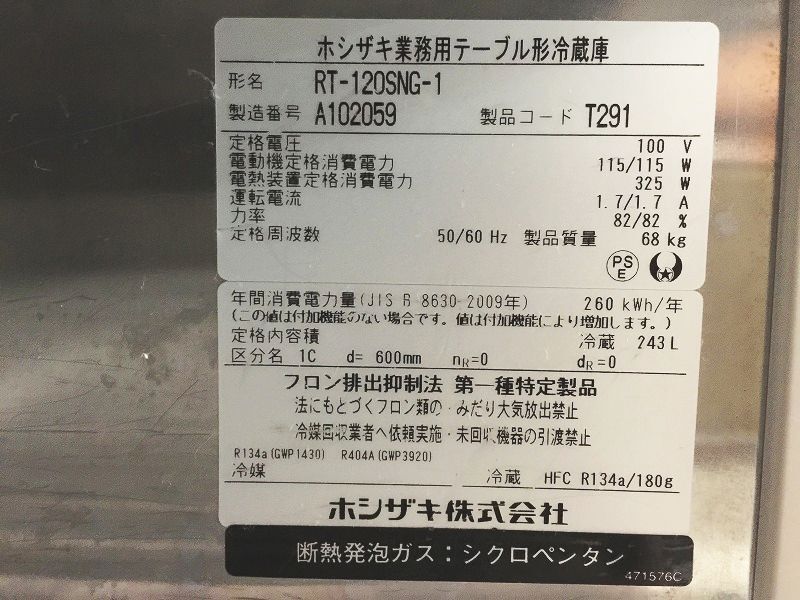 ホシザキ業務用テーブル形冷蔵庫
形名 RT-120SNG-1
製造番号 A102059 製品コード T291
定格電圧 100 V
電動機定格消費電力 115/115 W
電熱装置定格消費電力 325 W
運転電流 1.7/1.7 A
力率 82/82 %
定格周波数 50/60 Hz 製品質量 68 kg
PS
E
年間消費電力量(JIS B 8630-2009年) 260 kWh/年
(この値は付加機能のない場合です。値は付加機能により増加します。)
定格内容積 冷蔵 243 L
区分名 1C d= 600mm nR=0 dR=0
フロン排出抑制法 第一種特定製品
法にもとづくフロン類の・みだり大気放出禁止
冷媒回収業者へ依頼実施・未回収機器の引渡禁止
R134a(GWP1430) R404A(GWP3920)
冷媒 冷蔵 HFC R134a/180g
ホシザキ株式会社
断熱発泡ガス:シクロペンタン
471576C